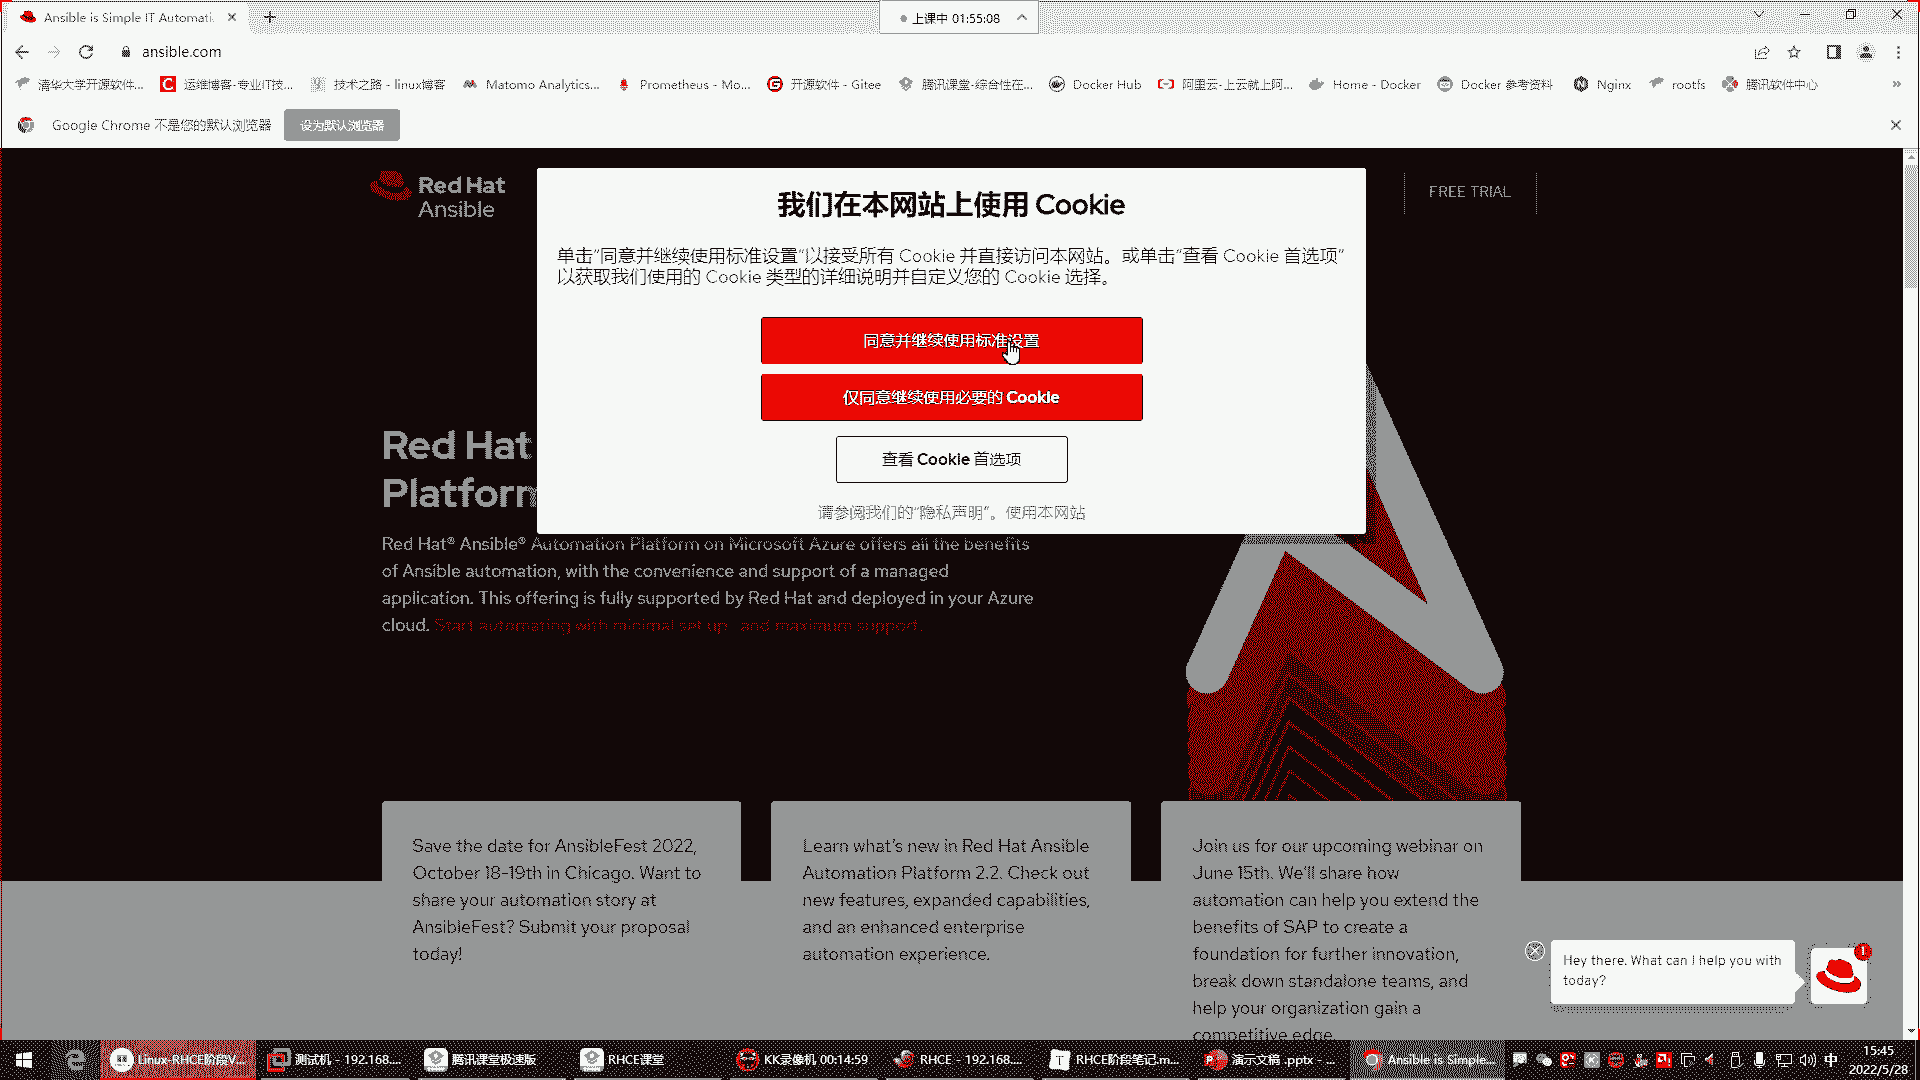 Ansible is Simple IT Automati
上课中 01:55:08
ansible.com
清华大学开源软件...
运维博客-专业IT技...
技术之路 - linux博客
Matomo Analytics...
Prometheus - Mo...
开源软件 - Gitee
腾讯课堂-综合性在...
Docker Hub
阿里云-上云就上阿...
Home - Docker
Docker 参考资料
Nginx
rootfs
腾讯软件中心
»
Google Chrome 不是您的默认浏览器
设为默认浏览器
Red Hat
Ansible
FREE TRIAL
我们在本网站上使用 Cookie
单击“同意并继续使用标准设置”以接受所有 Cookie 并直接访问本网站。或单击“查看 Cookie 首选项”
以获取我们使用的 Cookie 类型的详细说明并自定义您的 Cookie 选择。
同意并继续使用标准设置
仅同意继续使用必要的 Cookie
查看 Cookie 首选项
请参阅我们的“隐私声明”。使用本网站
Red Hat
Platform
Red Hat® Ansible® Automation Platform on Microsoft Azure offers all the benefits
of Ansible automation, with the convenience and support of a managed
application. This offering is fully supported by Red Hat and deployed in your Azure
cloud. Start automating with minimal set up and maximum support.
Save the date for AnsibleFest 2022,
October 18-19th in Chicago. Want to
share your automation story at
AnsibleFest? Submit your proposal
today!
Learn what's new in Red Hat Ansible
Automation Platform 2.2. Check out
new features, expanded capabilities,
and an enhanced enterprise
automation experience.
Join us for our upcoming webinar on
June 15th. We'll share how
automation can help you extend the
benefits of SAP to create a
foundation for further innovation,
break down standalone teams, and
help your organization gain a
competitive edge.
Hey there. What can I help you with
today?
1
Linux-RHCE阶段V...
测试机 - 192.168....
腾讯课堂极速版
RHCE课堂
KK录像机 00:14:59
RHCE - 192.168....
RHCE阶段笔记.m...
演示文稿 .pptx - ...
Ansible is Simple...
中
15:45
2022/5/28